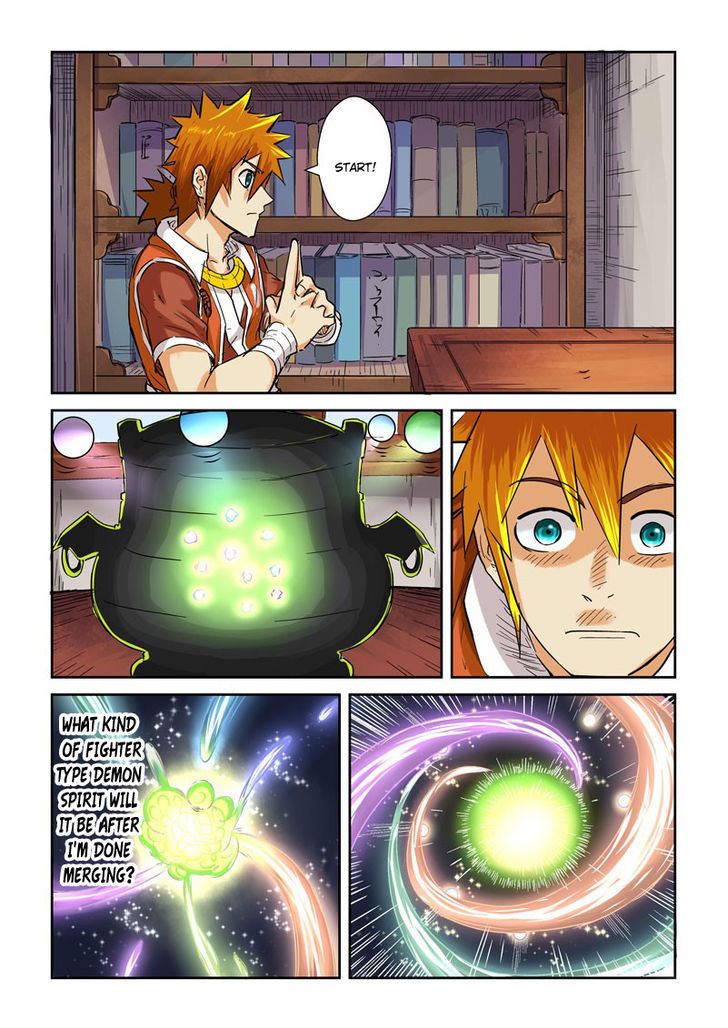 START!
WHAT KIND
OF FIGHTER
TYPE DEMON
SPIRIT WILL
IT BE AFTER
I'M DONE
MERGING?